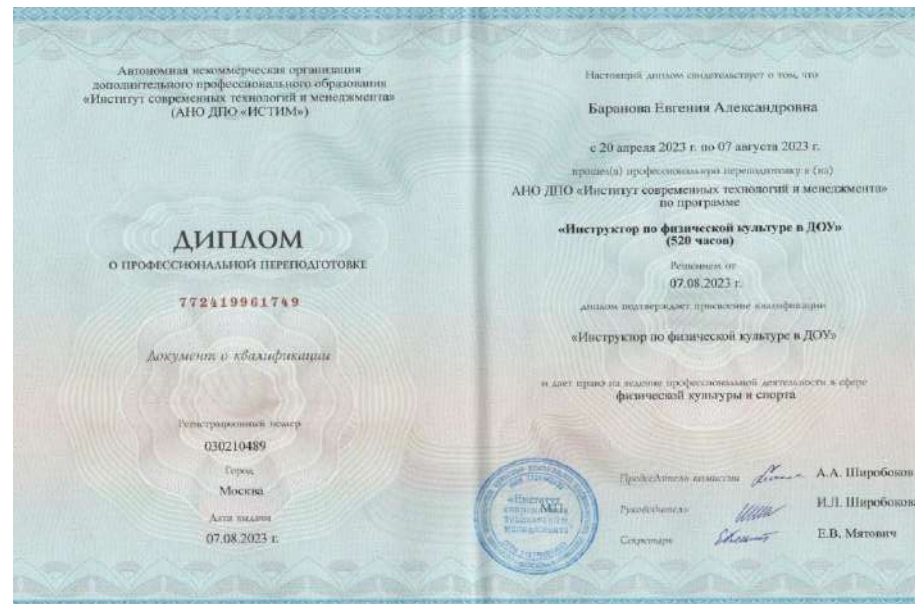 Автономная некоммерческая организация
дополнительного профессионального образования
«Институт современных технологий и менеджмента»
(АНО ДПО «ИСТИМ»)
ДИПЛОМ
О ПРОФЕССИОНАЛЬНОЙ ПЕРЕПОДГОТОВКЕ
772419961749
Документ о квалификации
Регистрационный номер
030210489
Город
Москва
Дата выдачи
07.08.2023 г.
Настоящий диплом свидетельствует о том, что
Баранова Евгения Александровна
с 20 апреля 2023 г. по 07 августа 2023 г.
прошел(а) профессиональную переподготовку в (на)
АНО ДПО «Институт современных технологий и менеджмента»
по программе
«Инструктор по физической культуре в ДОУ»
(520 часов)
Решением от
07.08.2023 г.
диплом подтверждает присвоение квалификации
«Инструктор по физической культуре в ДОУ»
и дает право на ведение профессиональной деятельности в сфере
физической культуры и спорта
Председатель комиссии А.А. Широбоков
М.П.
Руководитель И.Л. Широбокова
Секретарь Е.В. Мятович
«Институт
современных
технологий и
менеджмента»